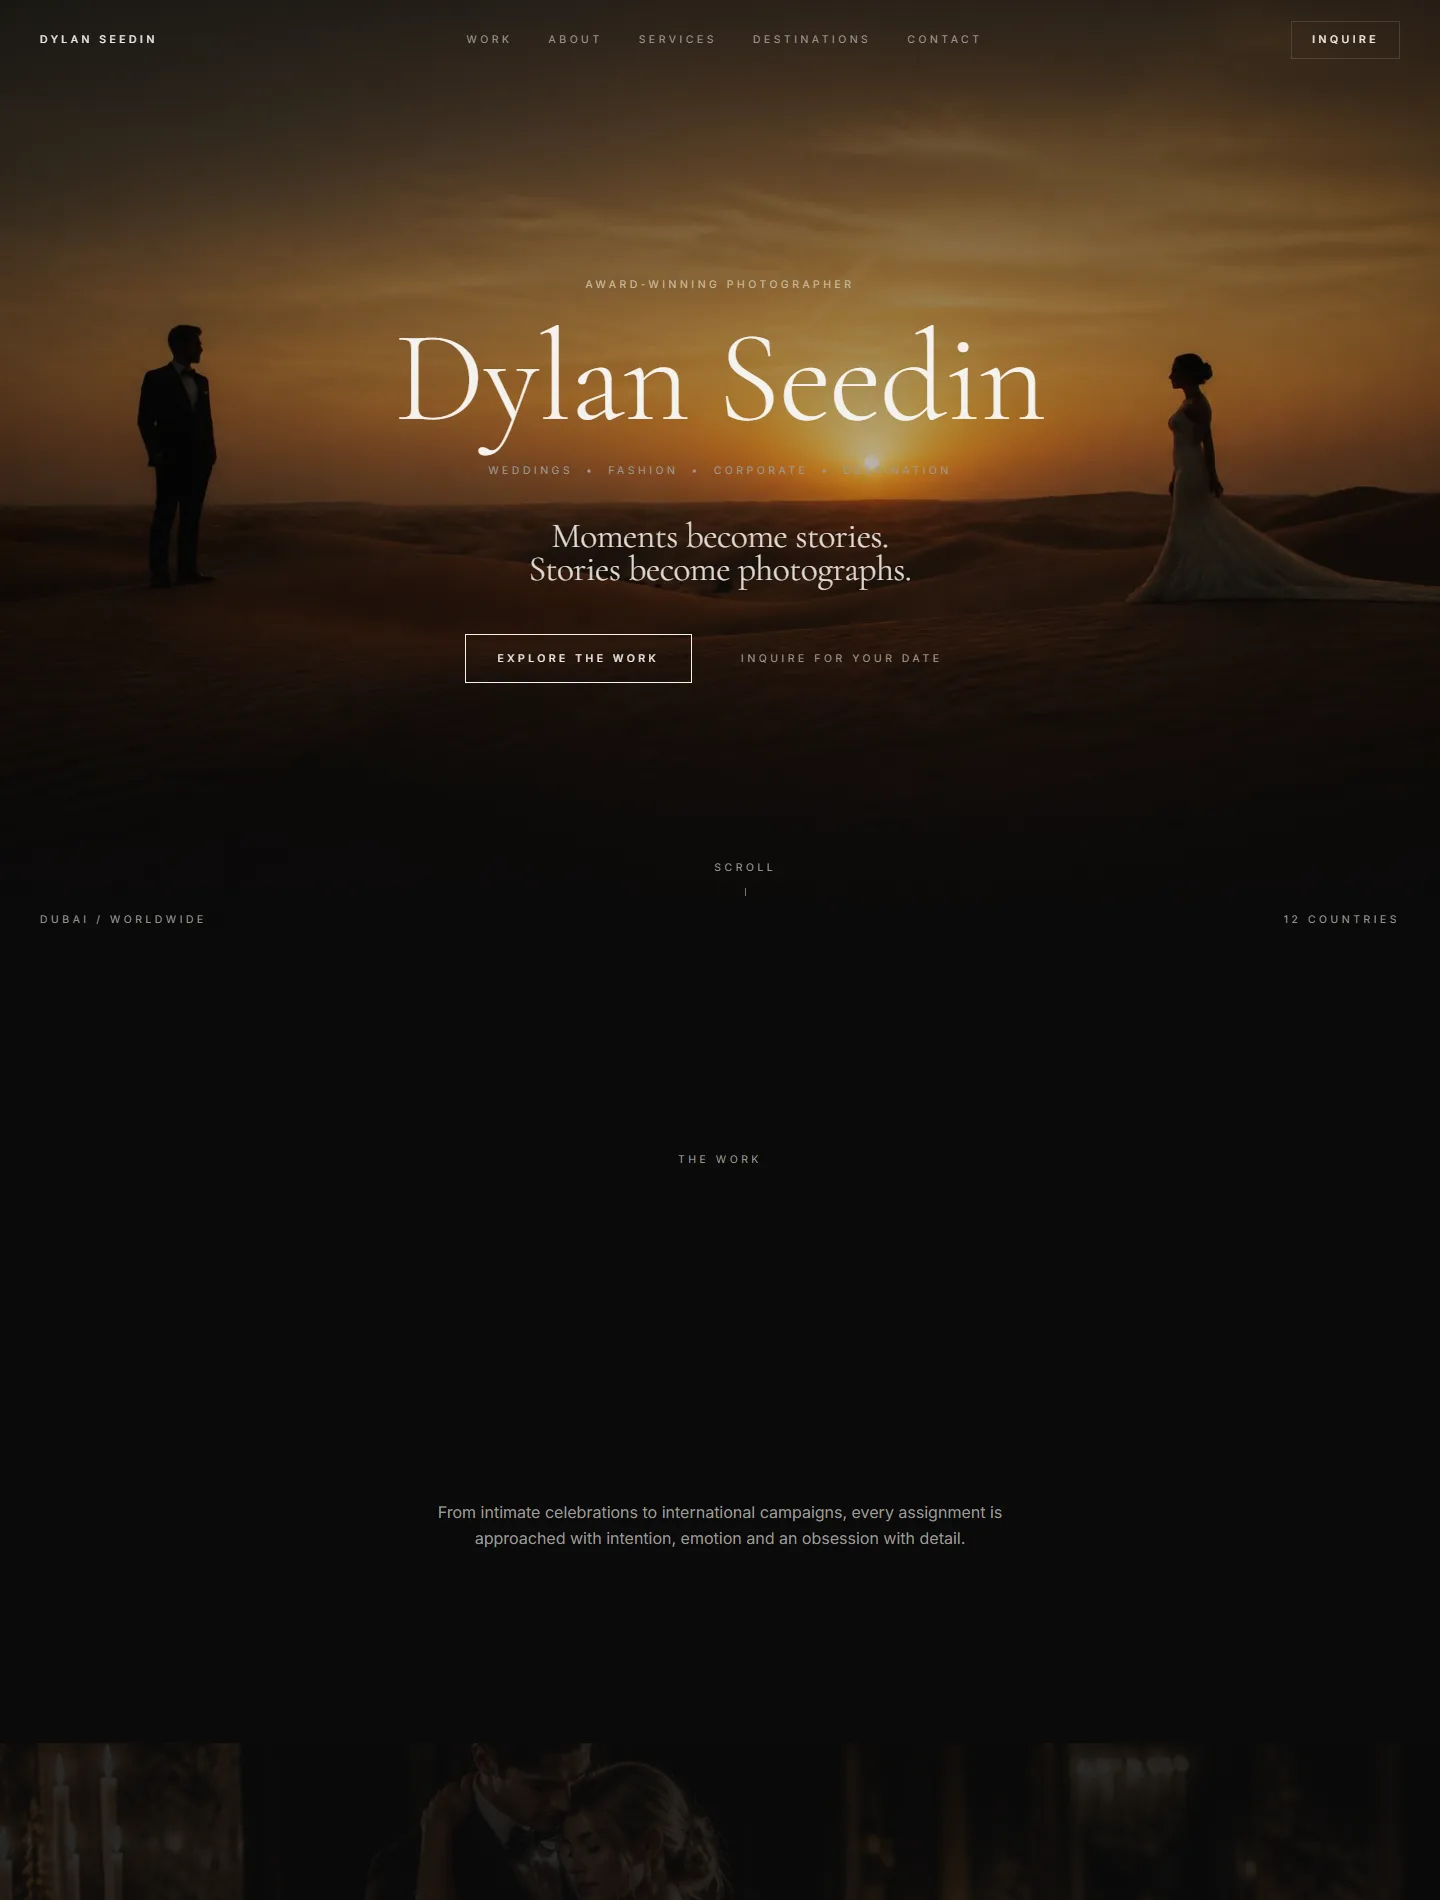 DYLAN SEEDIN
WORK ABOUT SERVICES DESTINATIONS CONTACT
INQUIRE
AWARD-WINNING PHOTOGRAPHER
Dylan Seedin
WEDDINGS • FASHION • CORPORATE • DESTINATION
Moments become stories.
Stories become photographs.
EXPLORE THE WORK
INQUIRE FOR YOUR DATE
SCROLL
DUBAI / WORLDWIDE
12 COUNTRIES
THE WORK
From intimate celebrations to international campaigns, every assignment is
approached with intention, emotion and an obsession with detail.